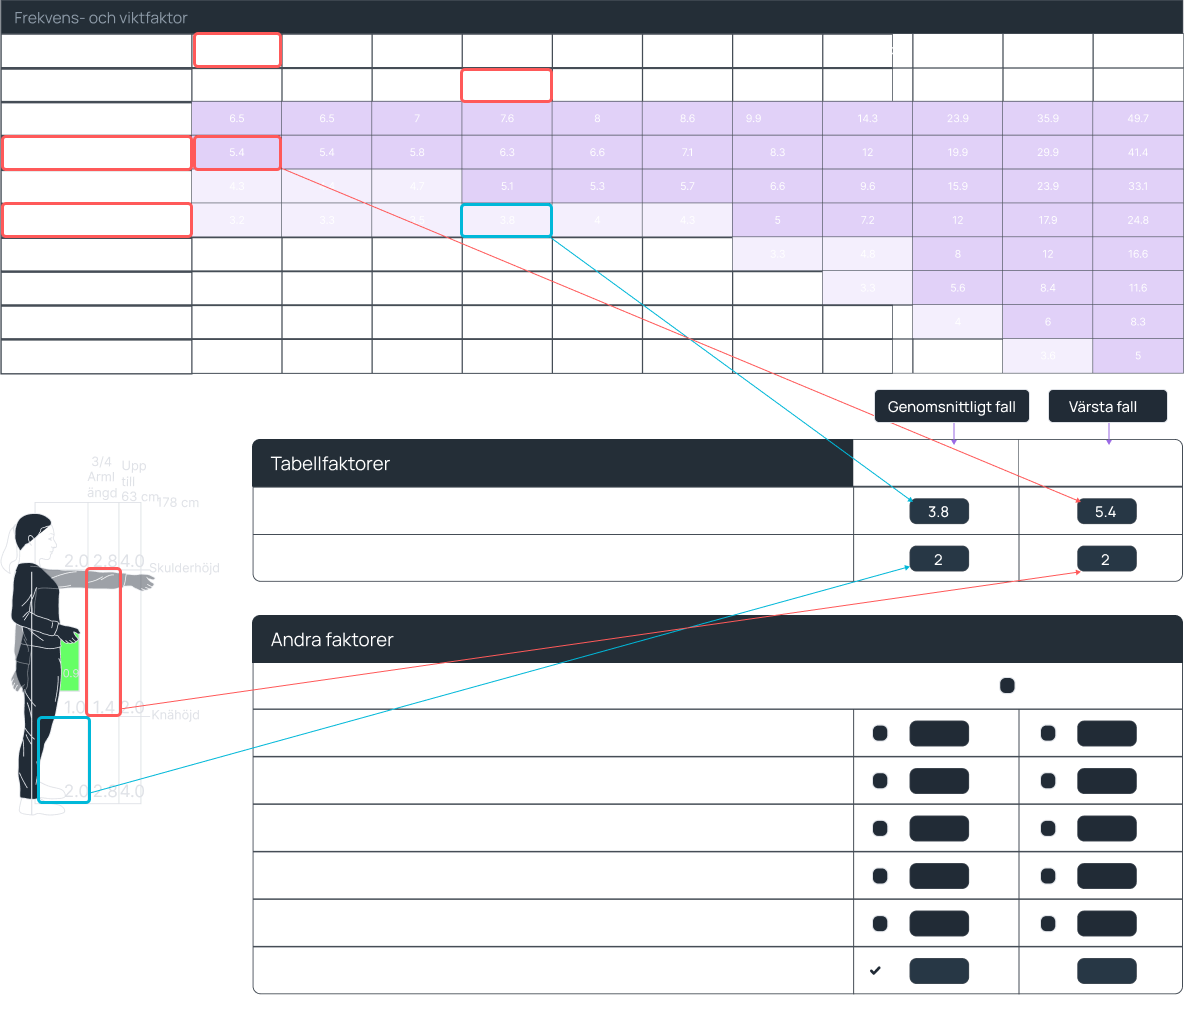 Frekvens- och viktfaktor
6.5 6.5 7 7.6 8 8.6 9.9 14.3 23.9 35.9 49.7
5.4 5.4 5.8 6.3 6.6 7.1 8.3 12 19.9 29.9 41.4
4.3 4.7 5.1 5.3 5.7 6.6 9.6 15.9 23.9 33.1
3.2 3.3 3.8 4 4.3 5 7.2 12 17.9 24.8
3.3 4.8 8 12 16.6
3.3 5.6 8.4 11.6
4 6 8.3
3.6 5
Genomsnittligt fall
Värsta fall
3/4
Arml
ängd
Upp
till
63 cm
178 cm
Tabellfaktorer
3.8 5.4
2 2
2.0 2.8 4.0
Skulderhöjd
0.9
1.0 1.4 2.0
Knähöjd
2.0 2.8 4.0
Andra faktorer